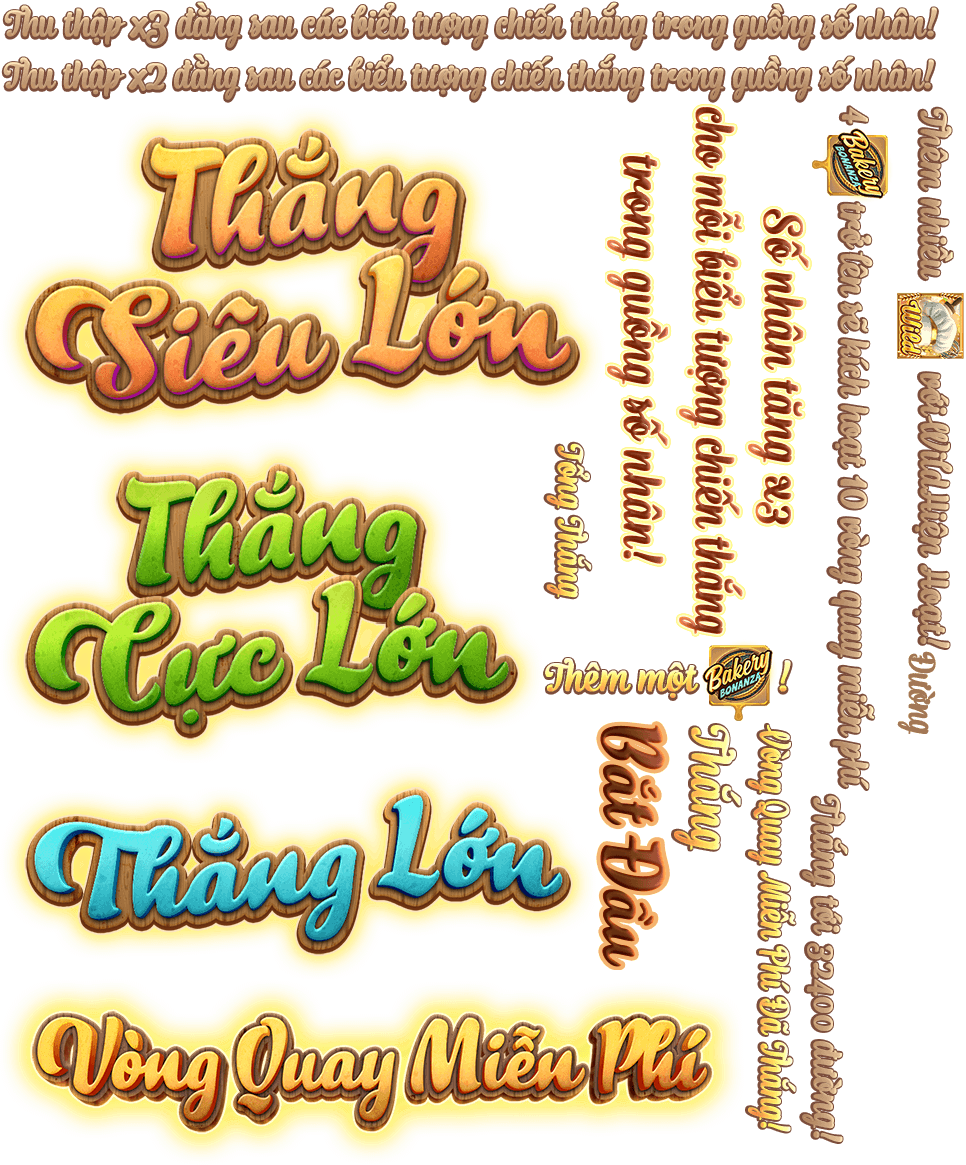 Thu thập x3 đằng sau các biểu tượng chiến thắng trong guồng số nhân!
Thu thập x2 đằng sau các biểu tượng chiến thắng trong guồng số nhân!
Thắng
Siêu Lớn
Thắng
Cực Lớn
Thắng Lớn
Vòng Quay Miễn Phí
Số nhân tăng x3
cho mỗi biểu tượng chiến thắng
trong guồng số nhân!
Tổng Thắng
Thêm một Bakery BONANZA !
Bắt Đầu
Thắng
Vòng Quay Miễn Phí Đã Thắng!
Thắng tới 32400 đường!
4 Bakery BONANZA trở lên sẽ kích hoạt 10 vòng quay miễn phí
Thêm nhiều Wild với Wild Hiện Hoạt!
Đường